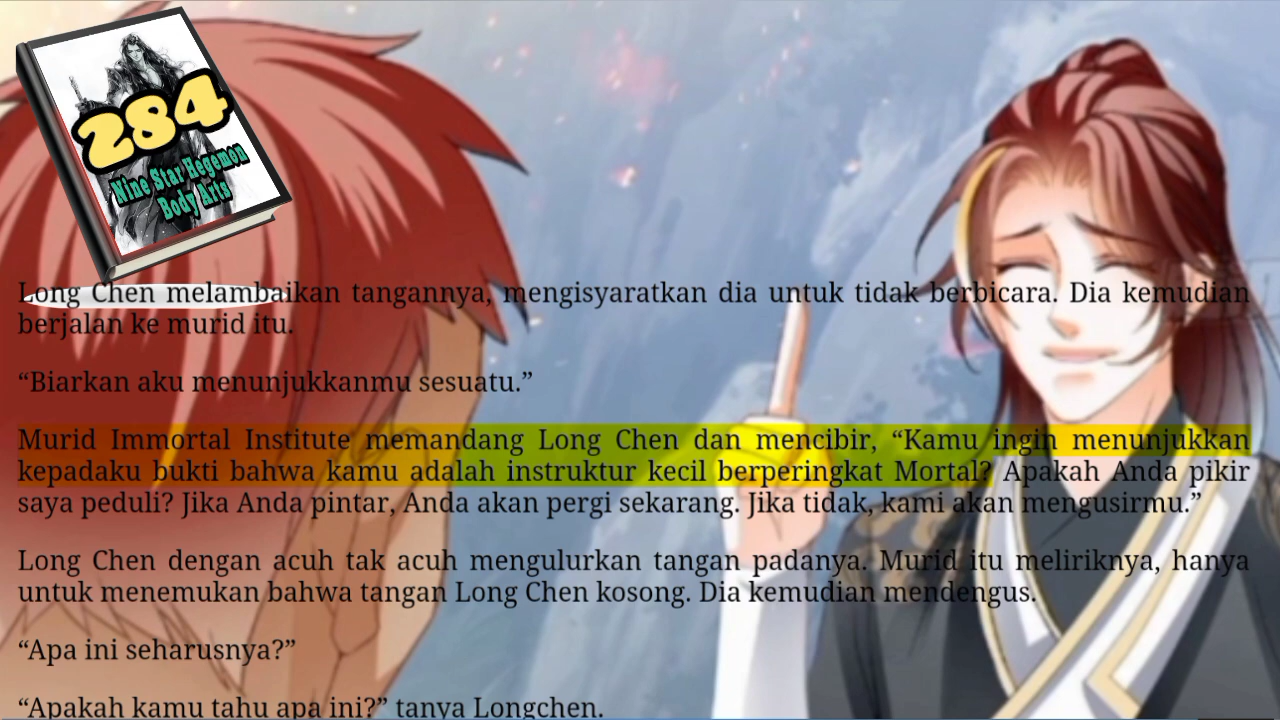 284
Nine Star Hegemon
Body Arts
Long Chen melambaikan tangannya, mengisyaratkan dia untuk tidak berbicara. Dia kemudian
berjalan ke murid itu.
“Biarkan aku menunjukkanmu sesuatu.”
Murid Immortal Institute memandang Long Chen dan mencibir, “Kamu ingin menunjukkan
kepadaku bukti bahwa kamu adalah instruktur kecil berperingkat Mortal? Apakah Anda pikir
saya peduli? Jika Anda pintar, Anda akan pergi sekarang. Jika tidak, kami akan mengusirmu.”
Long Chen dengan acuh tak acuh mengulurkan tangan padanya. Murid itu meliriknya, hanya
untuk menemukan bahwa tangan Long Chen kosong. Dia kemudian mendengus.
“Apa ini seharusnya?”
“Apakah kamu tahu apa ini?” tanya Longchen.